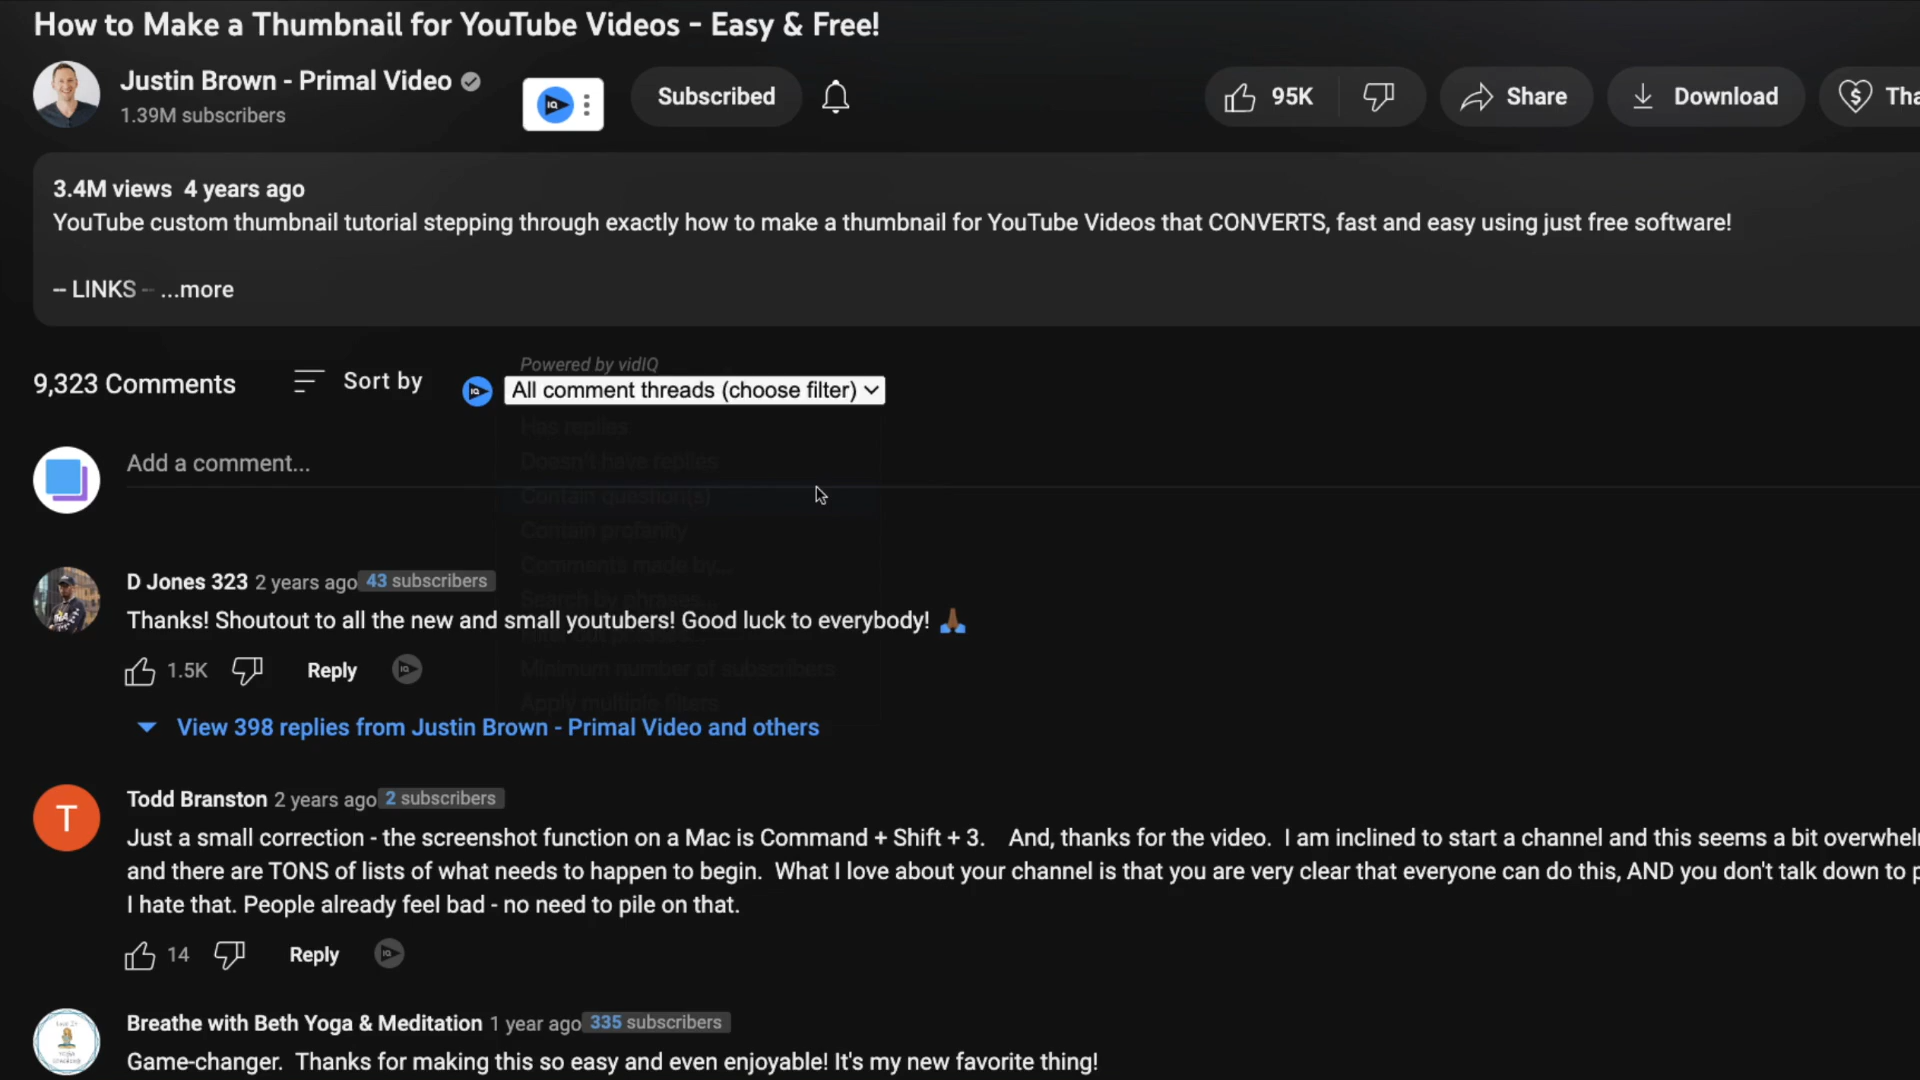 How to Make a Thumbnail for YouTube Videos - Easy & Free!
Justin Brown - Primal Video
1.39M subscribers
IQ
Subscribed
95K
Share
Download
3.4M views 4 years ago
YouTube custom thumbnail tutorial stepping through exactly how to make a thumbnail for YouTube Videos that CONVERTS, fast and easy using just free software!
-- LINKS -- ...more
9,323 Comments
Sort by
Powered by vidIQ
IQ
All comment threads (choose filter)
Has replies
Doesn't have replies
Contain question(s)
Contain profanity
Comments made by...
Search by phrases...
Minimum number of subscribers
Apply multiple filters
Add a comment...
D Jones 323 2 years ago 43 subscribers
Thanks! Shoutout to all the new and small youtubers! Good luck to everybody! 🙏🏾
1.5K
Reply
IQ
View 398 replies from Justin Brown - Primal Video and others
T
Todd Branston 2 years ago 2 subscribers
Just a small correction - the screenshot function on a Mac is Command + Shift + 3. And, thanks for the video. I am inclined to start a channel and this seems a bit
and there are TONS of lists of what needs to happen to begin. What I love about your channel is that you are very clear that everyone can do this, AND you don't talk down to
I hate that. People already feel bad - no need to pile on that.
14
Reply
IQ
Breathe with Beth Yoga & Meditation 1 year ago 335 subscribers
Game-changer. Thanks for making this so easy and even enjoyable! It's my new favorite thing!